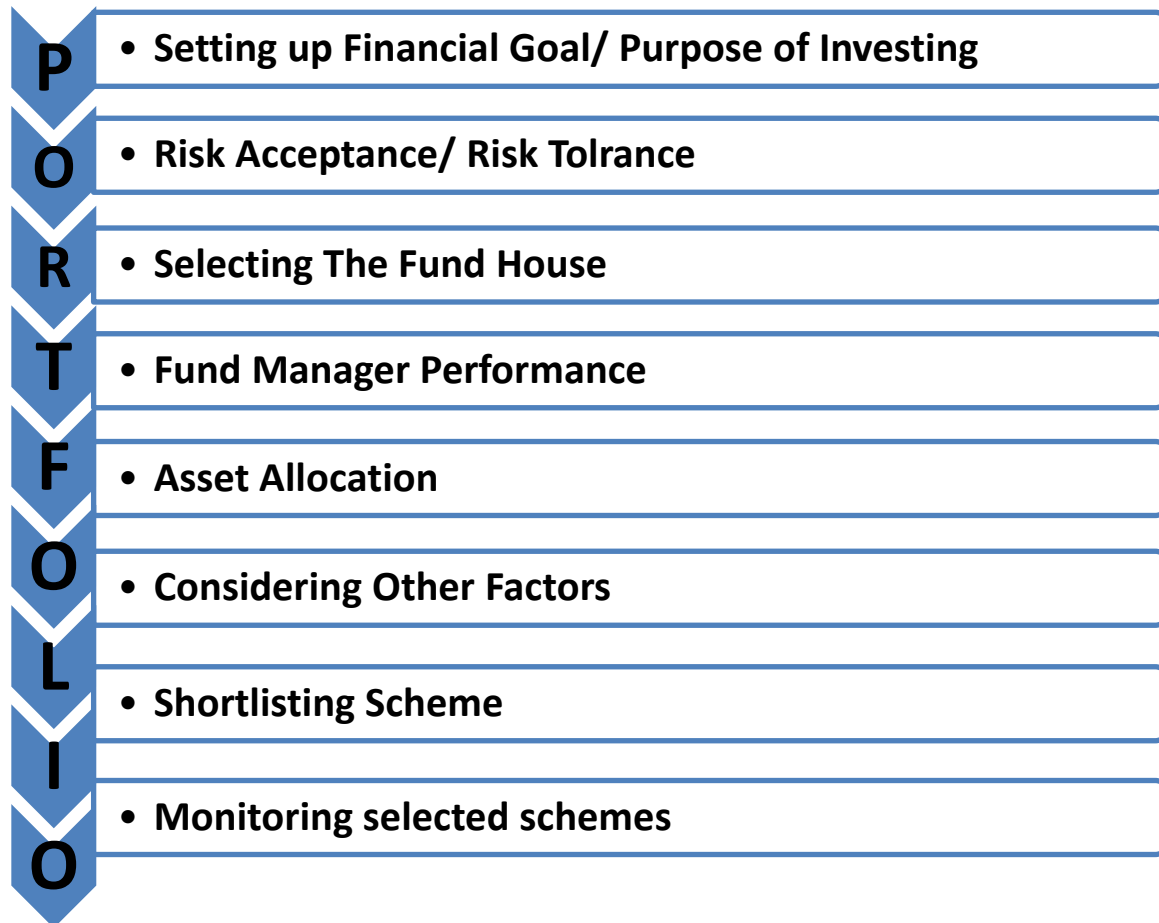 P
• Setting up Financial Goal/ Purpose of Investing
O
• Risk Acceptance/ Risk Tolrance
R
• Selecting The Fund House
T
• Fund Manager Performance
F
• Asset Allocation
O
• Considering Other Factors
L
• Shortlisting Scheme
I
• Monitoring selected schemes
O